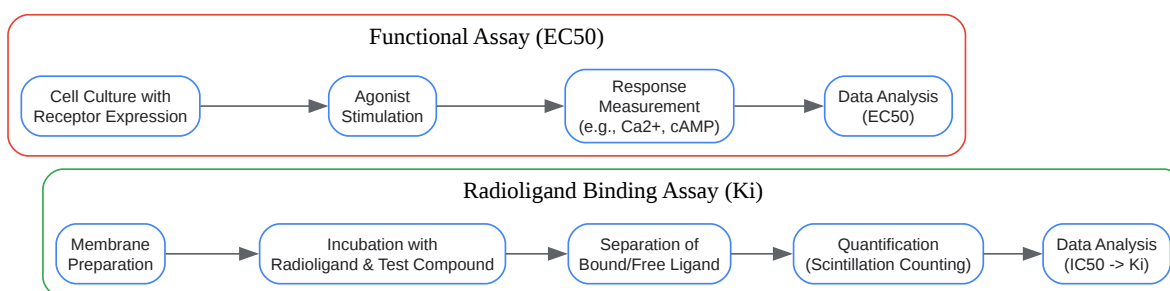 Functional Assay (EC50)
Cell Culture with
Receptor Expression
Agonist
Stimulation
Response
Measurement
(e.g., Ca2+, cAMP)
Data Analysis
(EC50)
Radioligand Binding Assay (Ki)
Membrane
Preparation
Incubation with
Radioligand & Test Compound
Separation of
Bound/Free Ligand
Quantification
(Scintillation Counting)
Data Analysis
(IC50 -> Ki)